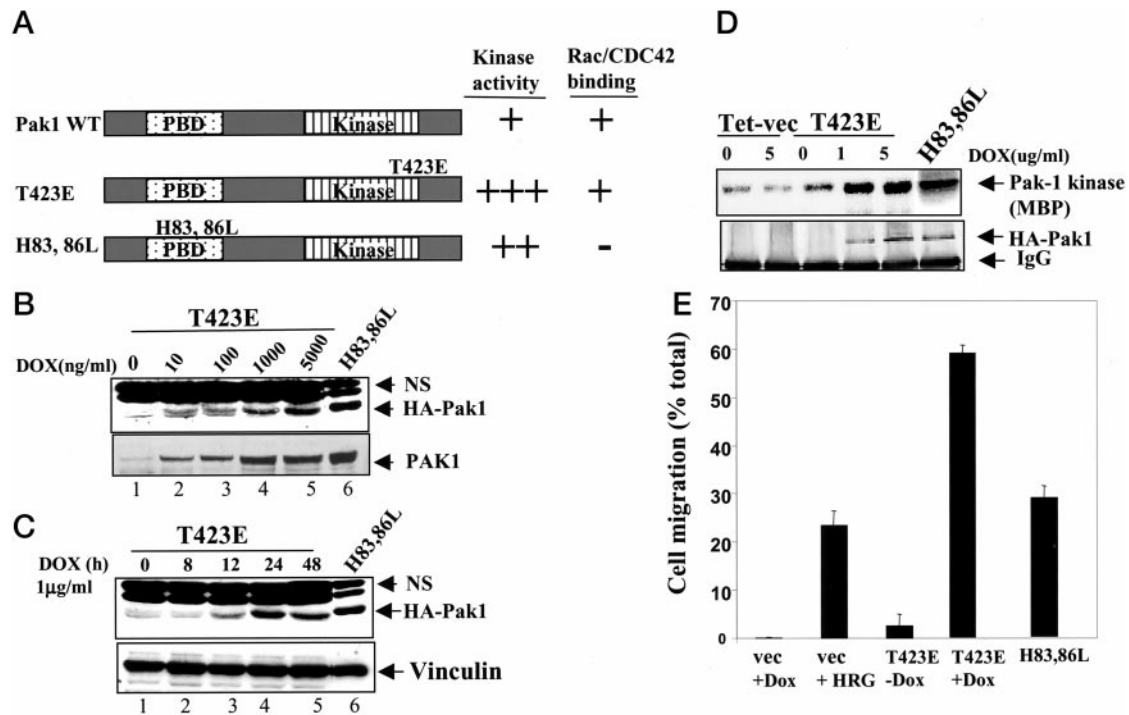 A
Kinase activity
Rac/CDC42 binding
Pak1 WT
PBD
Kinase
+
+
T423E
T423E
PBD
Kinase
+++
+
H83, 86L
H83, 86L
PBD
Kinase
++
-
B
T423E
H83,86L
DOX(ng/ml)
0 10 100 1000 5000
NS
HA-Pak1
PAK1
1 2 3 4 5 6
C
T423E
H83,86L
DOX (h)
0 8 12 24 48
1µg/ml
NS
HA-Pak1
Vinculin
1 2 3 4 5 6
D
Tet-vec
T423E
H83,86L
0 5 0 1 5
DOX(ug/ml)
Pak-1 kinase
(MBP)
HA-Pak1
IgG
E
Cell migration (% total)
70
60
50
40
30
20
10
0
vec +Dox
vec + HRG
T423E -Dox
T423E +Dox
H83,86L